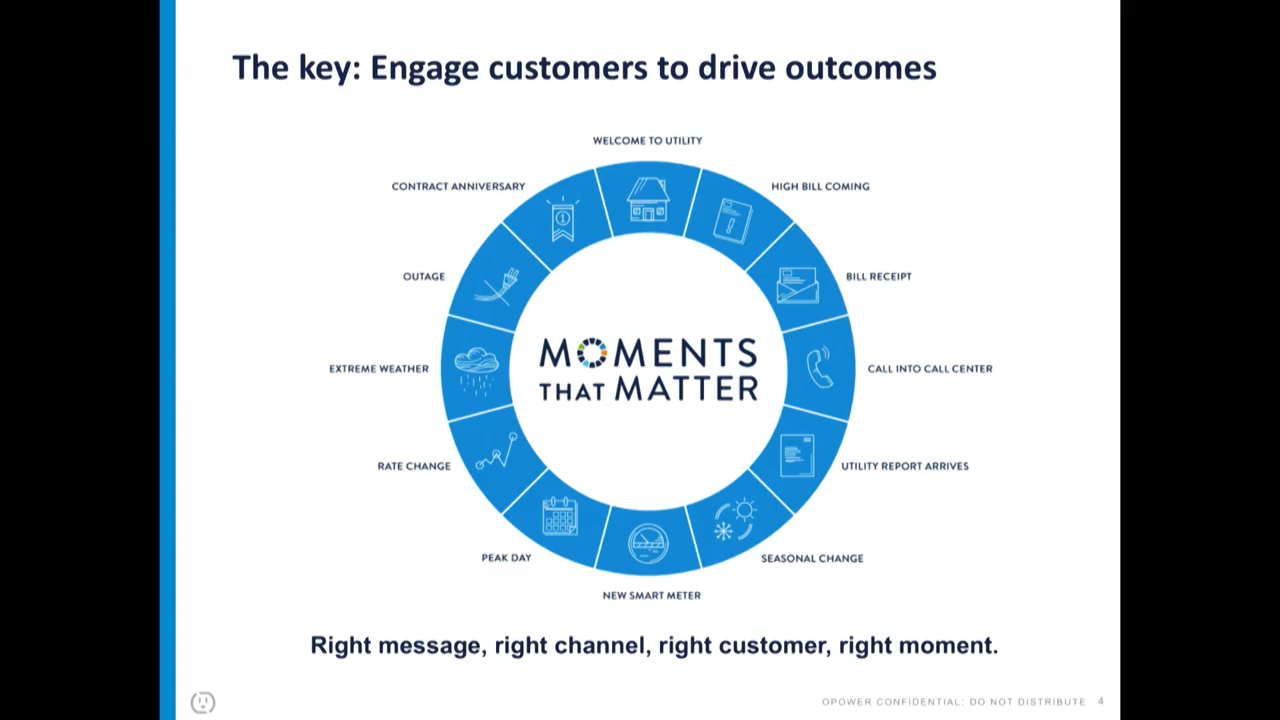 The key: Engage customers to drive outcomes
WELCOME TO UTILITY
CONTRACT ANNIVERSARY
HIGH BILL COMING
1
OUTAGE
BILL RECEIPT
MOMENTS
THAT MATTER
EXTREME WEATHER
CALL INTO CALL CENTER
RATE CHANGE
UTILITY REPORT ARRIVES
PEAK DAY
SEASONAL CHANGE
NEW SMART METER
Right message, right channel, right customer, right moment.
OPOWER CONFIDENTIAL: DO NOT DISTRIBUTE 4